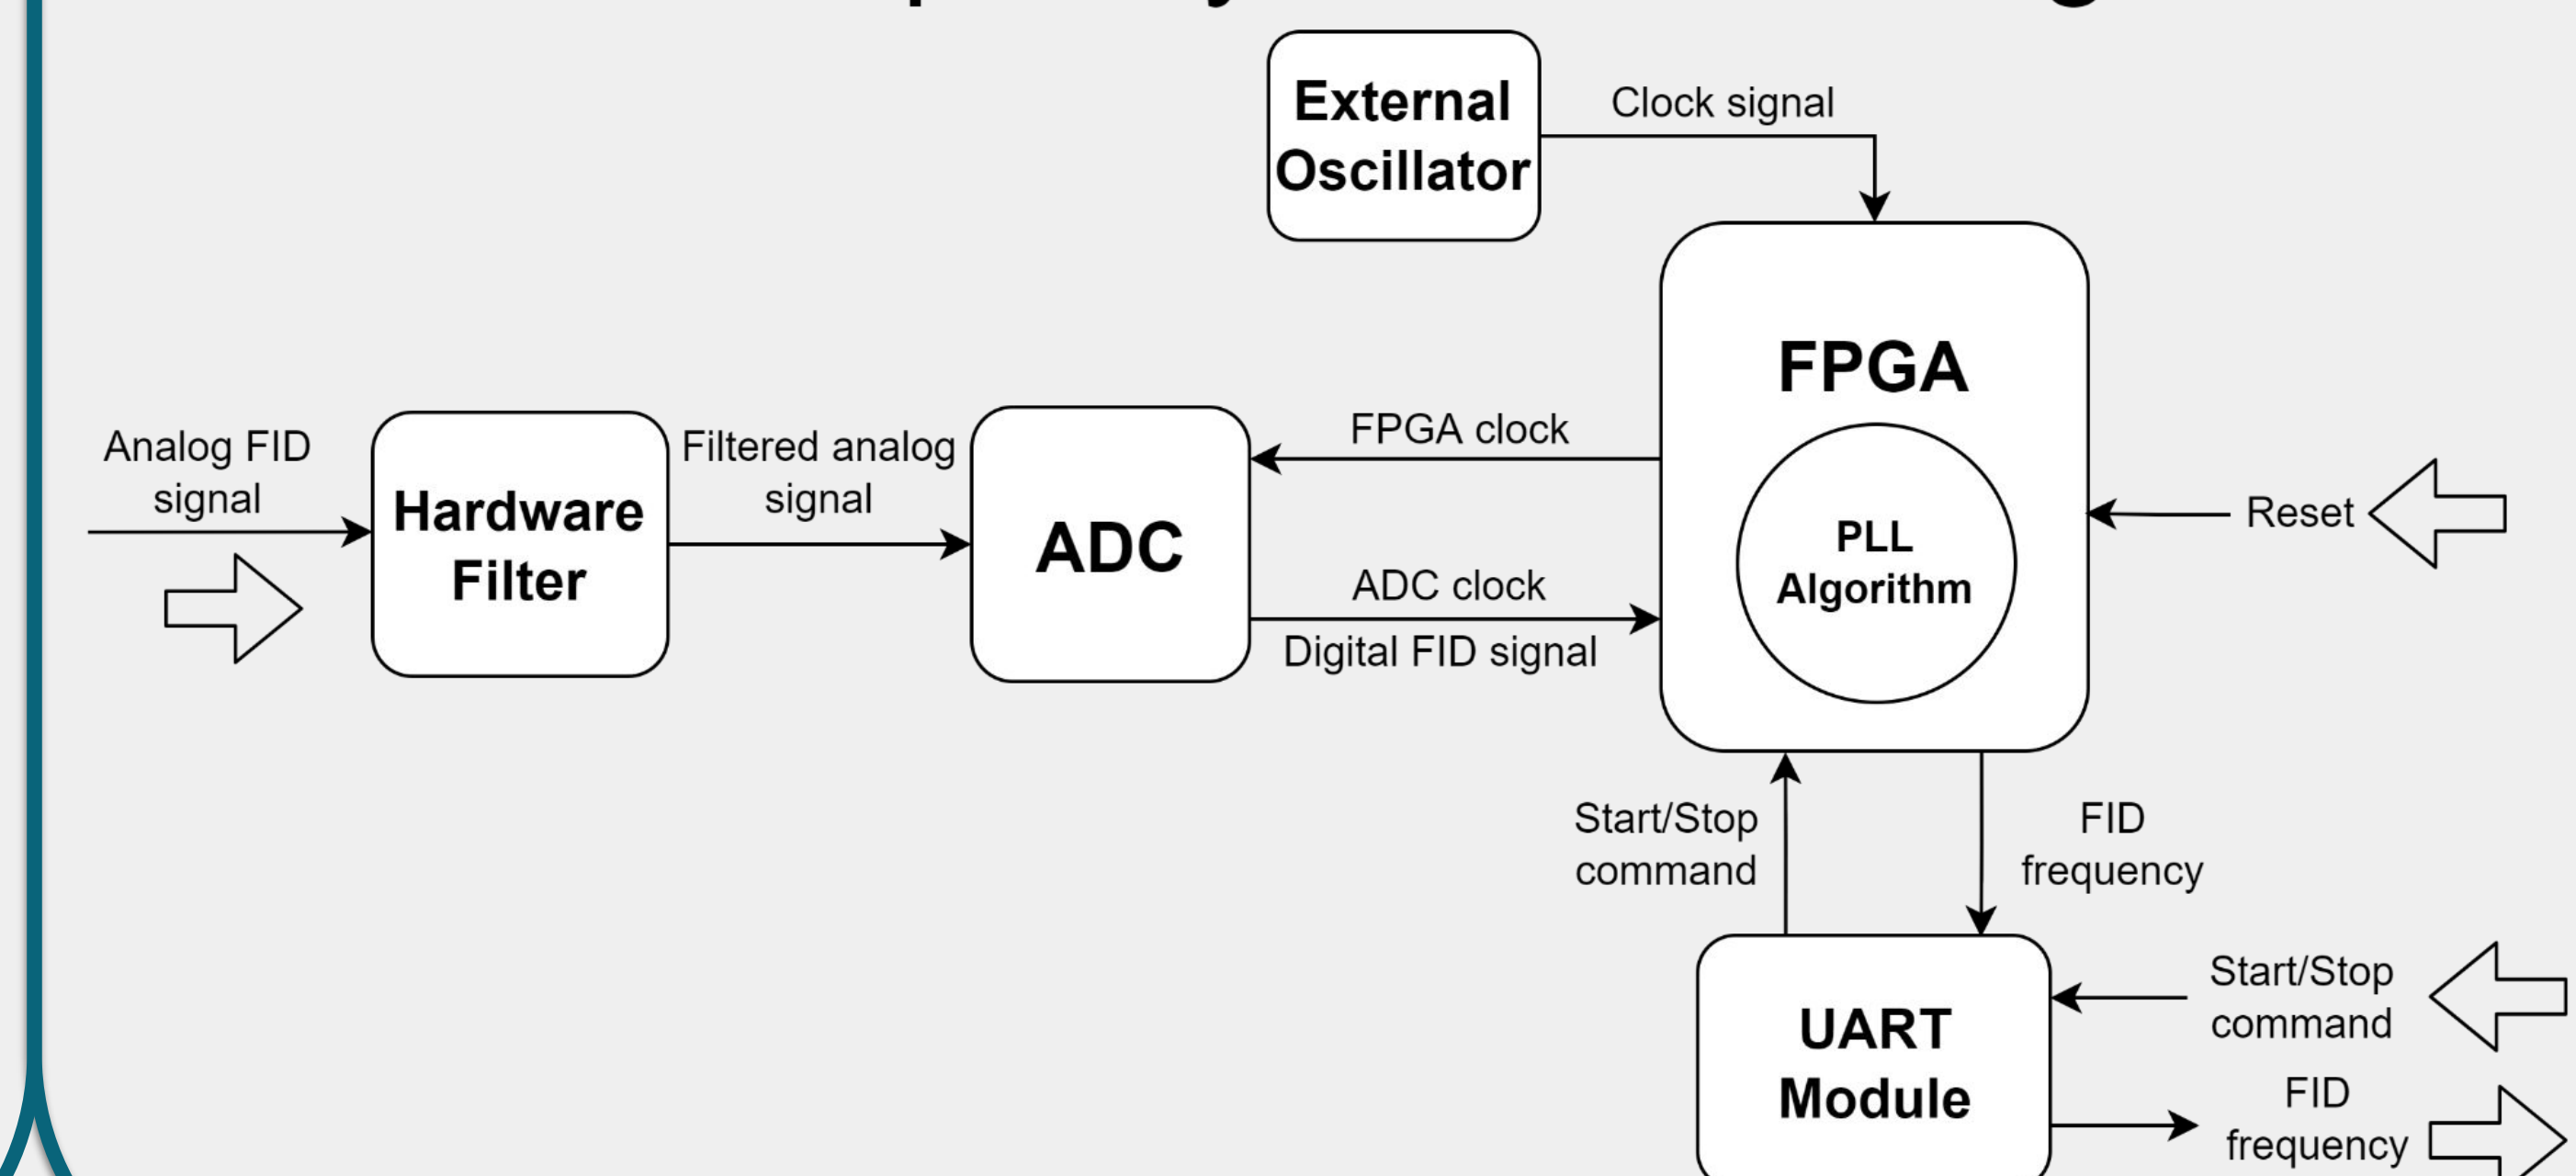 External
Oscillator
Clock signal
FPGA
PLL
Algorithm
Analog FID
signal
Hardware
Filter
Filtered analog
signal
ADC
FPGA clock
ADC clock
Digital FID signal
Reset
Start/Stop
command
FID
frequency
UART
Module
Start/Stop
command
FID
frequency